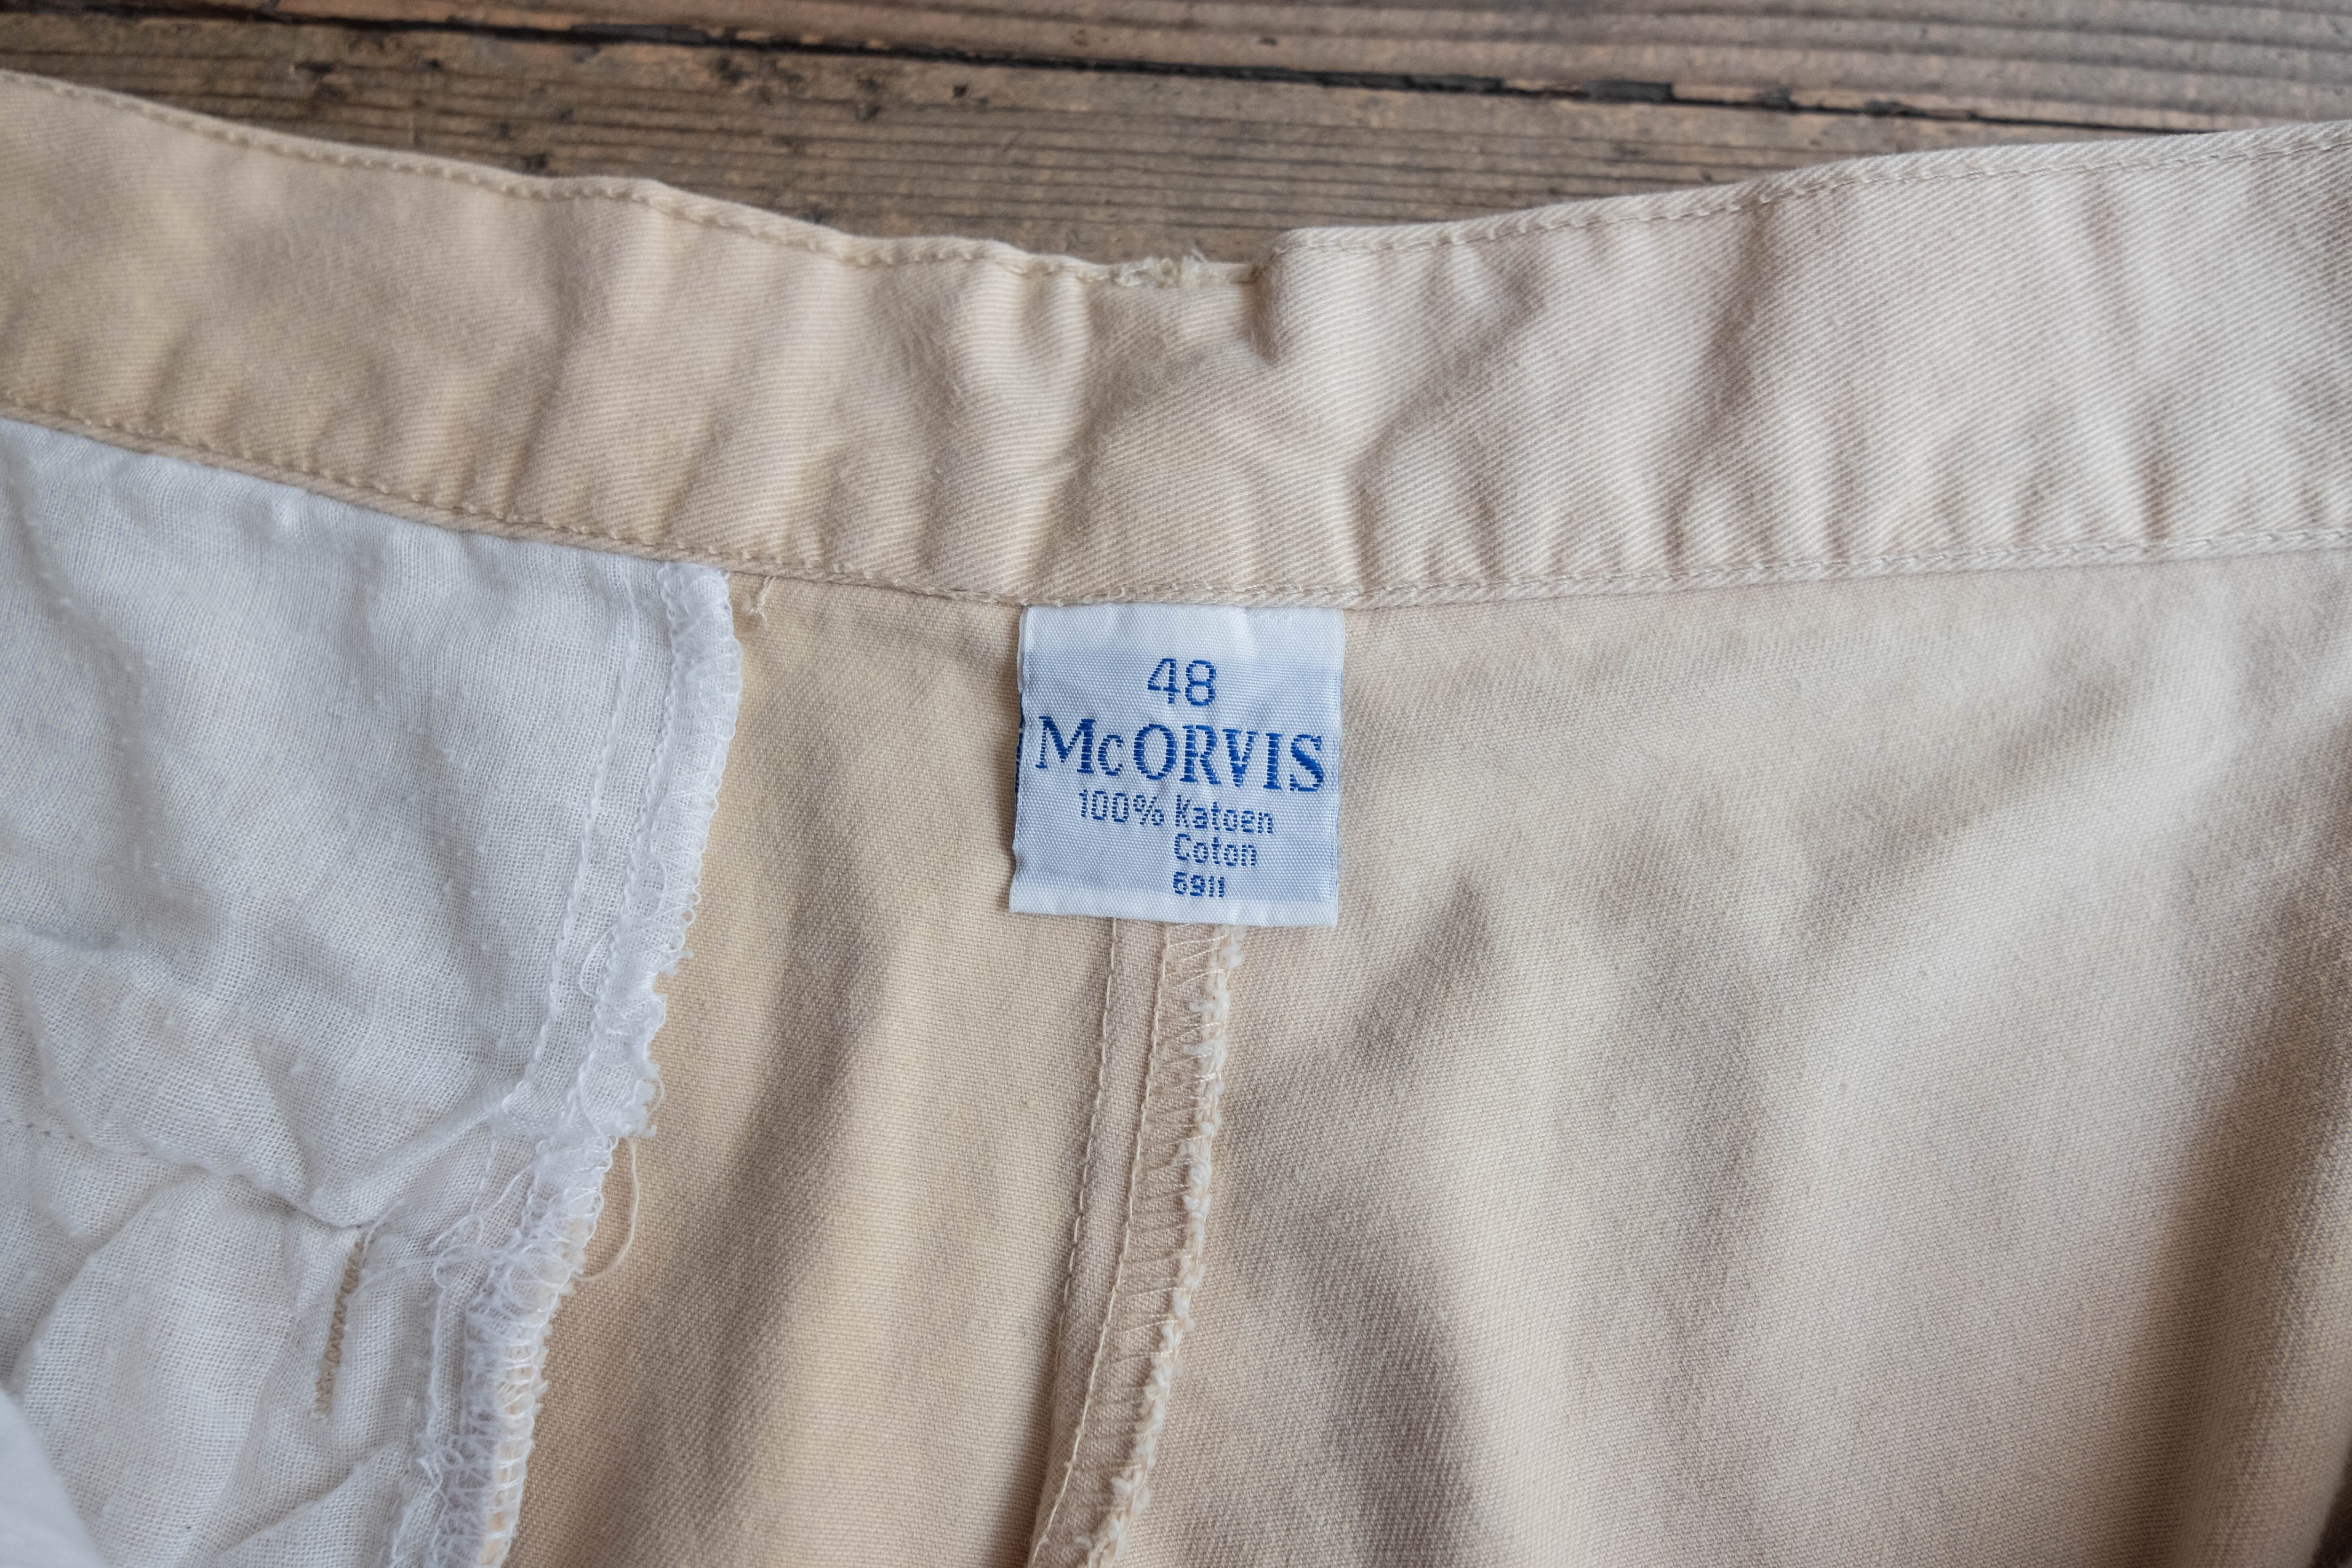 48
McORVIS
100% Katoen
Coton
6911